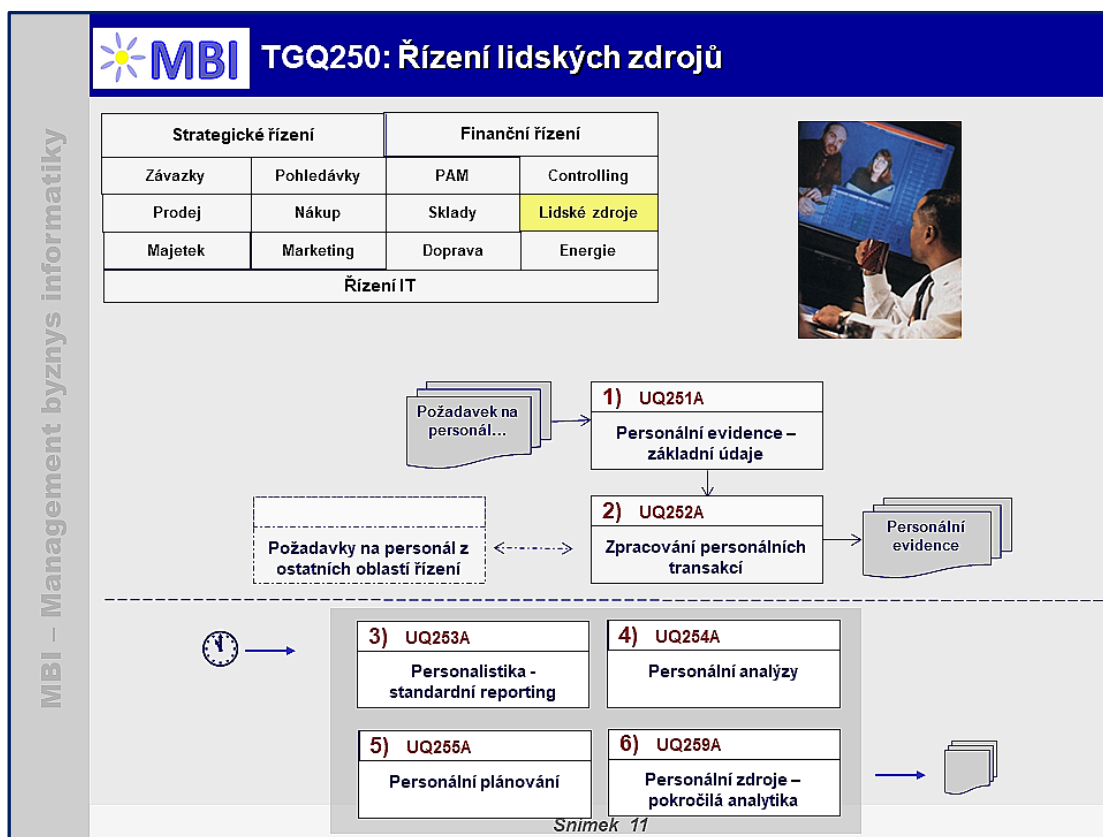 MBI – Management byznys informatiky
MBI
TGQ250: Řízení lidských zdrojů
Strategické řízení
Finanční řízení
Závazky
Pohledávky
PAM
Controlling
Prodej
Nákup
Sklady
Lidské zdroje
Majetek
Marketing
Doprava
Energie
Řízení IT
Požadavek na
personál...
1) UQ251A
Personální evidence –
základní údaje
2) UQ252A
Zpracování personálních
transakcí
Požadavky na personál z
ostatních oblastí řízení
Personální
evidence
3) UQ253A
Personalistika -
standardní reporting
4) UQ254A
Personální analýzy
5) UQ255A
Personální plánování
6) UQ259A
Personální zdroje –
pokročilá analytika
Snímek 11